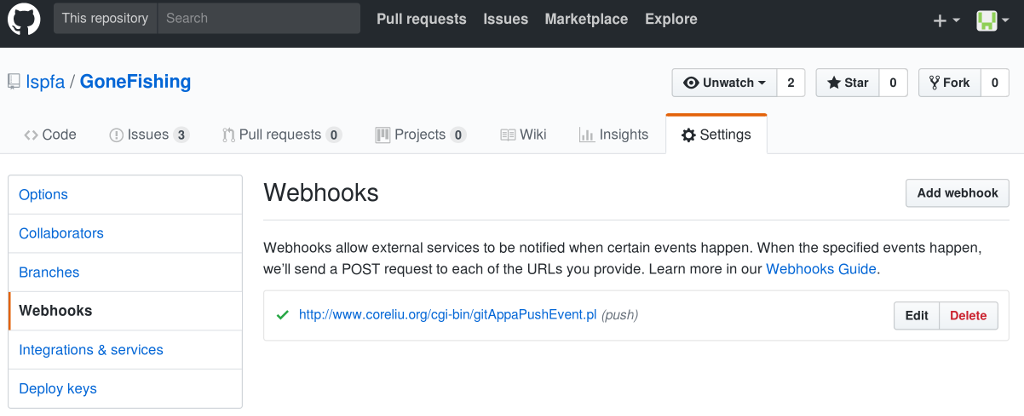 This repository Search Pull requests Issues Marketplace Explore
lspfa / GoneFishing Unwatch 2 Star 0 Fork 0
Code Issues 3 Pull requests 0 Projects 0 Wiki Insights Settings
Options
Collaborators
Branches
Webhooks
Integrations & services
Deploy keys
Webhooks Add webhook
Webhooks allow external services to be notified when certain events happen. When the specified events happen,
we’ll send a POST request to each of the URLs you provide. Learn more in our Webhooks Guide.
http://www.coreliu.org/cgi-bin/gitAppaPushEvent.pl (push) Edit Delete